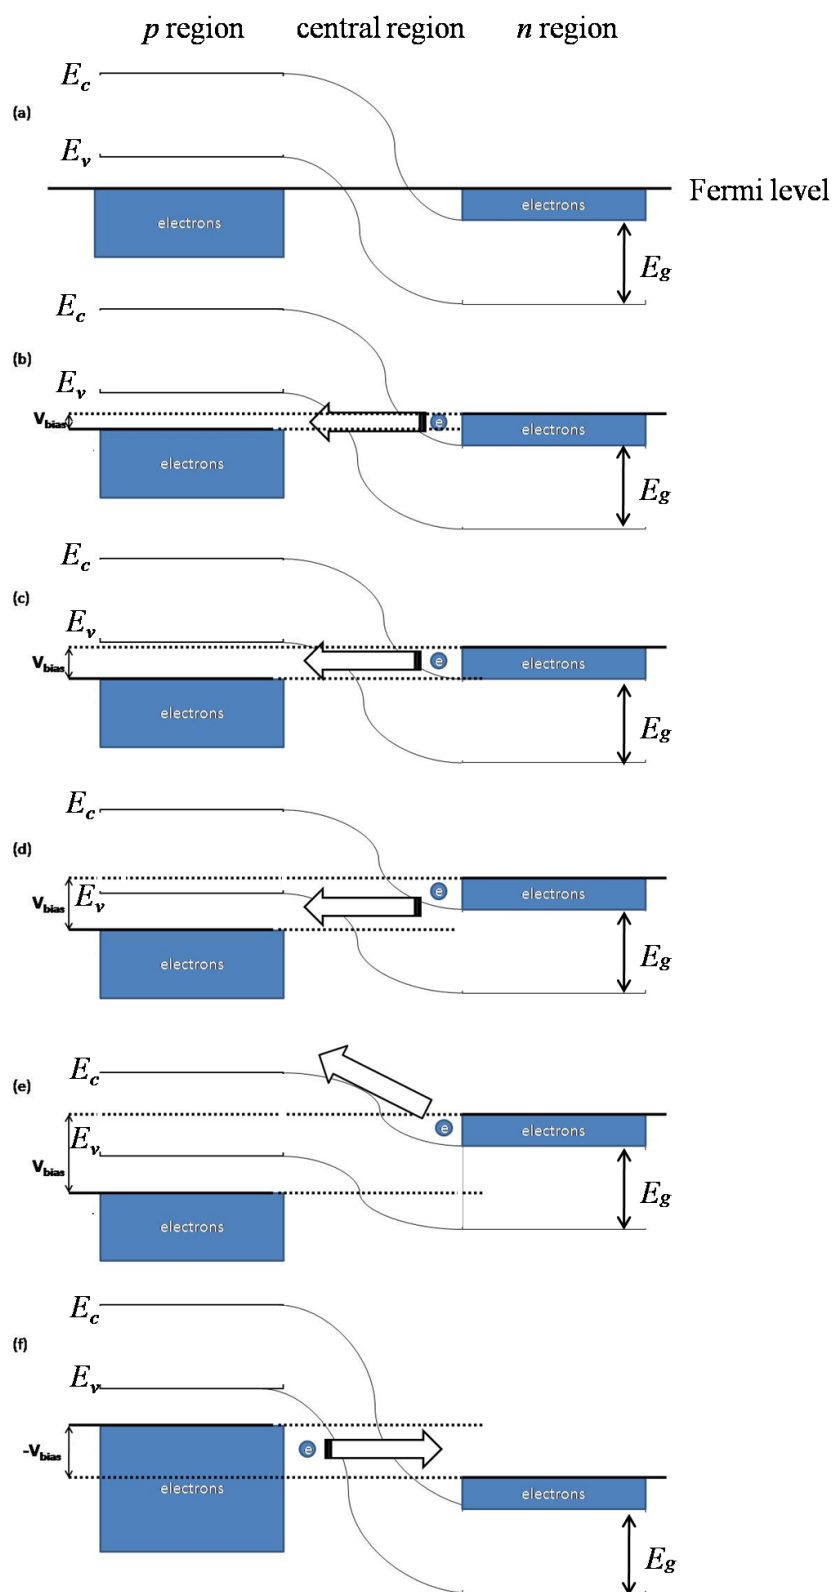 p region central region n region
E_c
(a)
E_v
Fermi level
electrons electrons
E_g
E_c
(b)
E_v
V_bias
e
electrons
electrons
E_g
E_c
(c)
E_v
V_bias
e
electrons
electrons
E_g
E_c
(d)
V_bias
E_v
e
electrons
electrons
E_g
E_c
(e)
e
electrons
E_v
V_bias
E_g
electrons
E_c
(f)
E_v
-V_bias
e
electrons
electrons
E_g